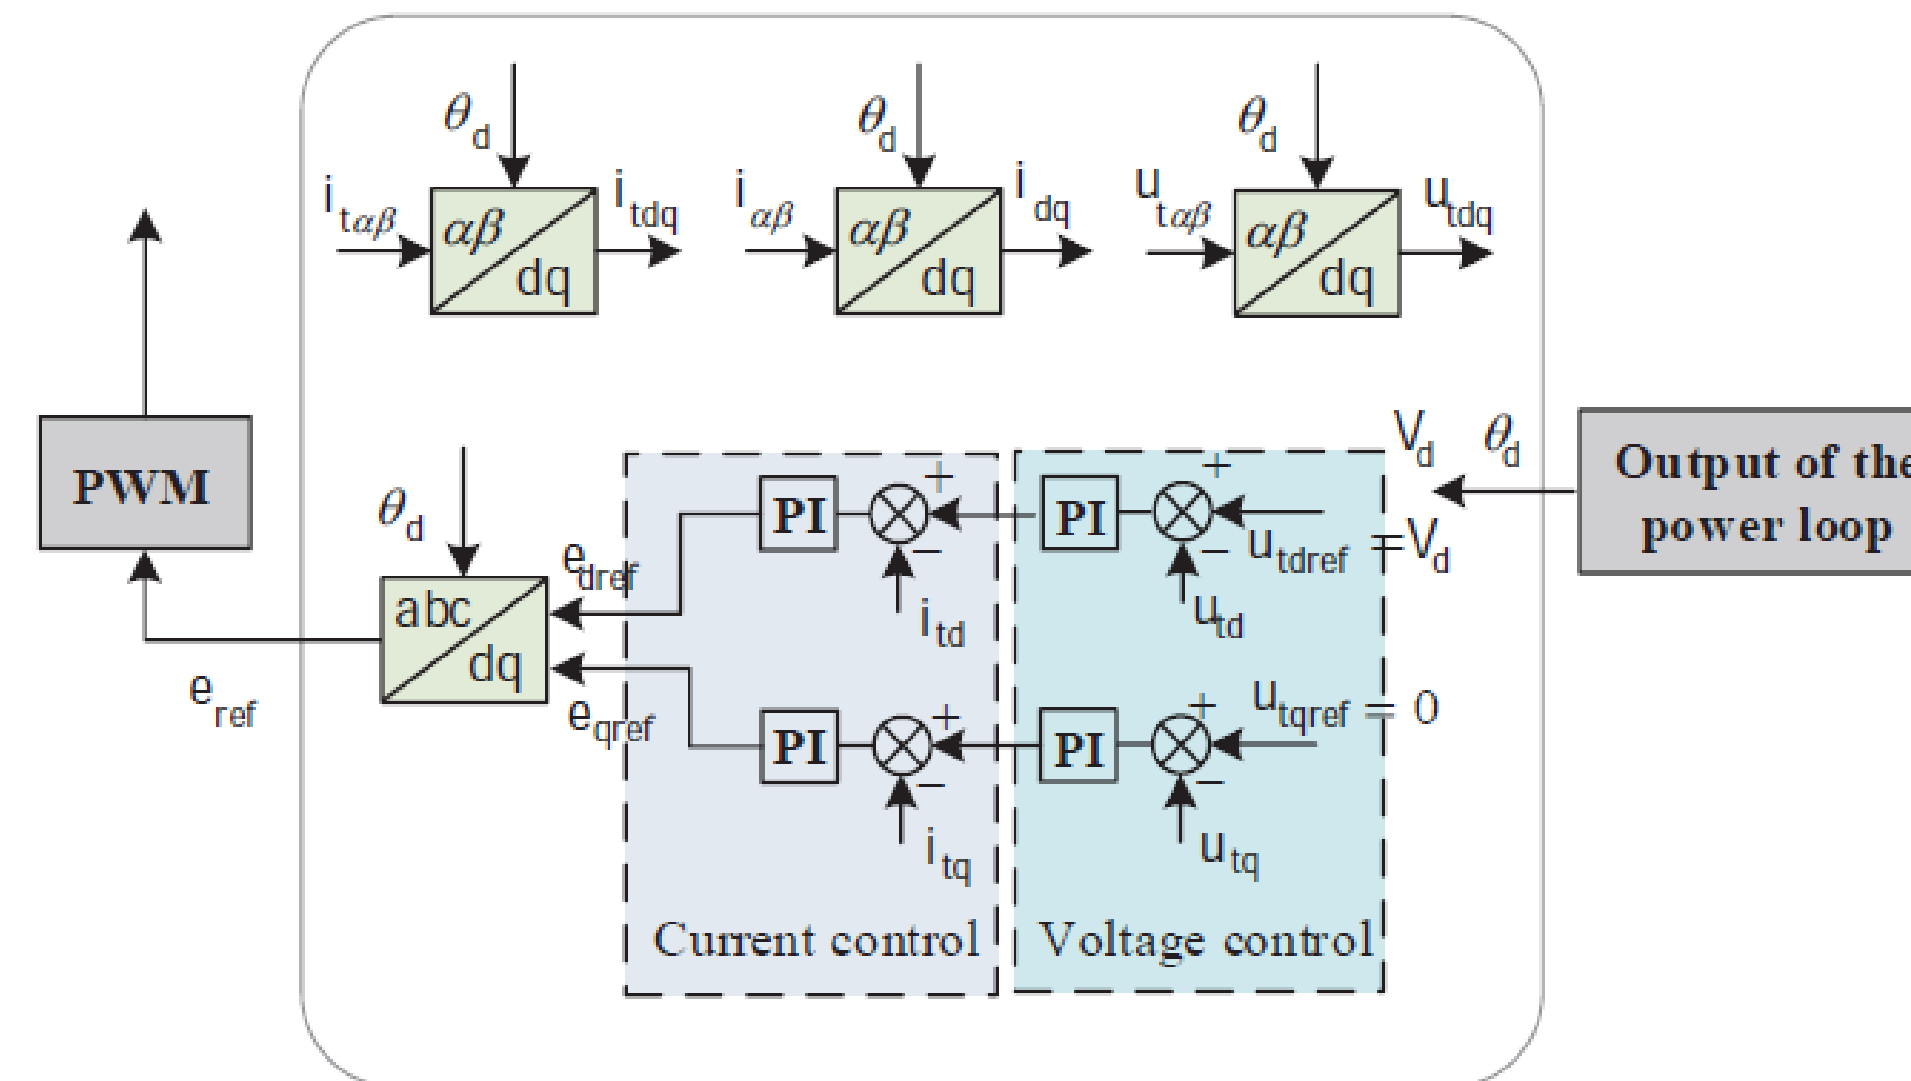 θd θd θd
itαβ αβ dq itdq
iαβ αβ dq idq
utαβ αβ dq utdq
Vd θd
Output of the
power loop
PWM
θd
abc
dq
edref
eqref
eref
PI + − itd
PI + − utdref = Vd
utd
PI + − itq
PI + − utqref = 0
utq
Current control
Voltage control